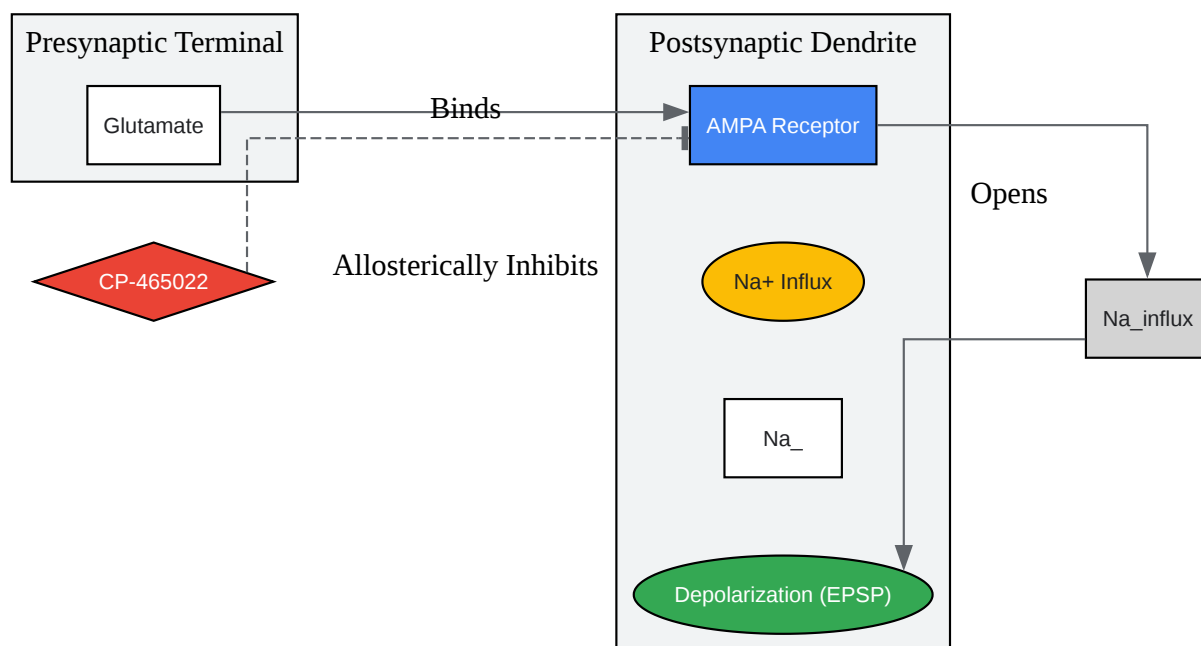 Presynaptic Terminal
Postsynaptic Dendrite
Glutamate
Binds
AMPA Receptor
Opens
CP-465022
Allosterically Inhibits
Na+ Influx
Na_influx
Na_
Depolarization (EPSP)